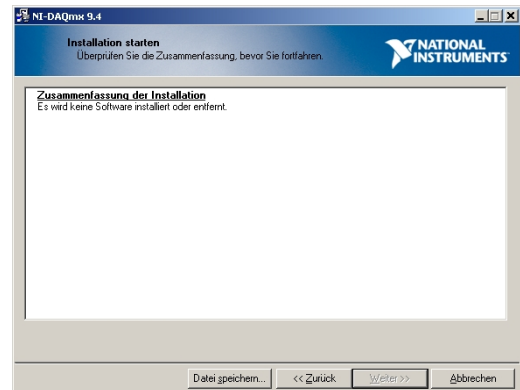 NI-DAQmx 9.4
Installation starten
Überprüfen Sie die Zusammenfassung, bevor Sie fortfahren.
NATIONAL
INSTRUMENTS
Zusammenfassung der Installation
Es wird keine Software installiert oder entfernt.
Datei speichern...
<< Zurück
Weiter >>
Abbrechen